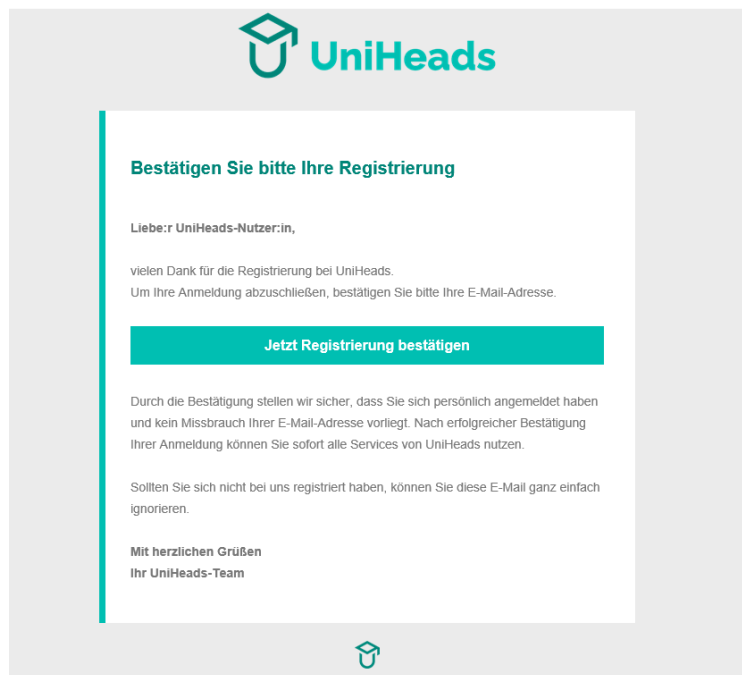 UniHeads
Bestätigen Sie bitte Ihre Registrierung
Liebe:r UniHeads-Nutzer:in,
vielen Dank für die Registrierung bei UniHeads.
Um Ihre Anmeldung abzuschließen, bestätigen Sie bitte Ihre E-Mail-Adresse.
Jetzt Registrierung bestätigen
Durch die Bestätigung stellen wir sicher, dass Sie sich persönlich angemeldet haben
und kein Missbrauch Ihrer E-Mail-Adresse vorliegt. Nach erfolgreicher Bestätigung
Ihrer Anmeldung können Sie sofort alle Services von UniHeads nutzen.
Sollten Sie sich nicht bei uns registriert haben, können Sie diese E-Mail ganz einfach
ignorieren.
Mit herzlichen Grüßen
Ihr UniHeads-Team